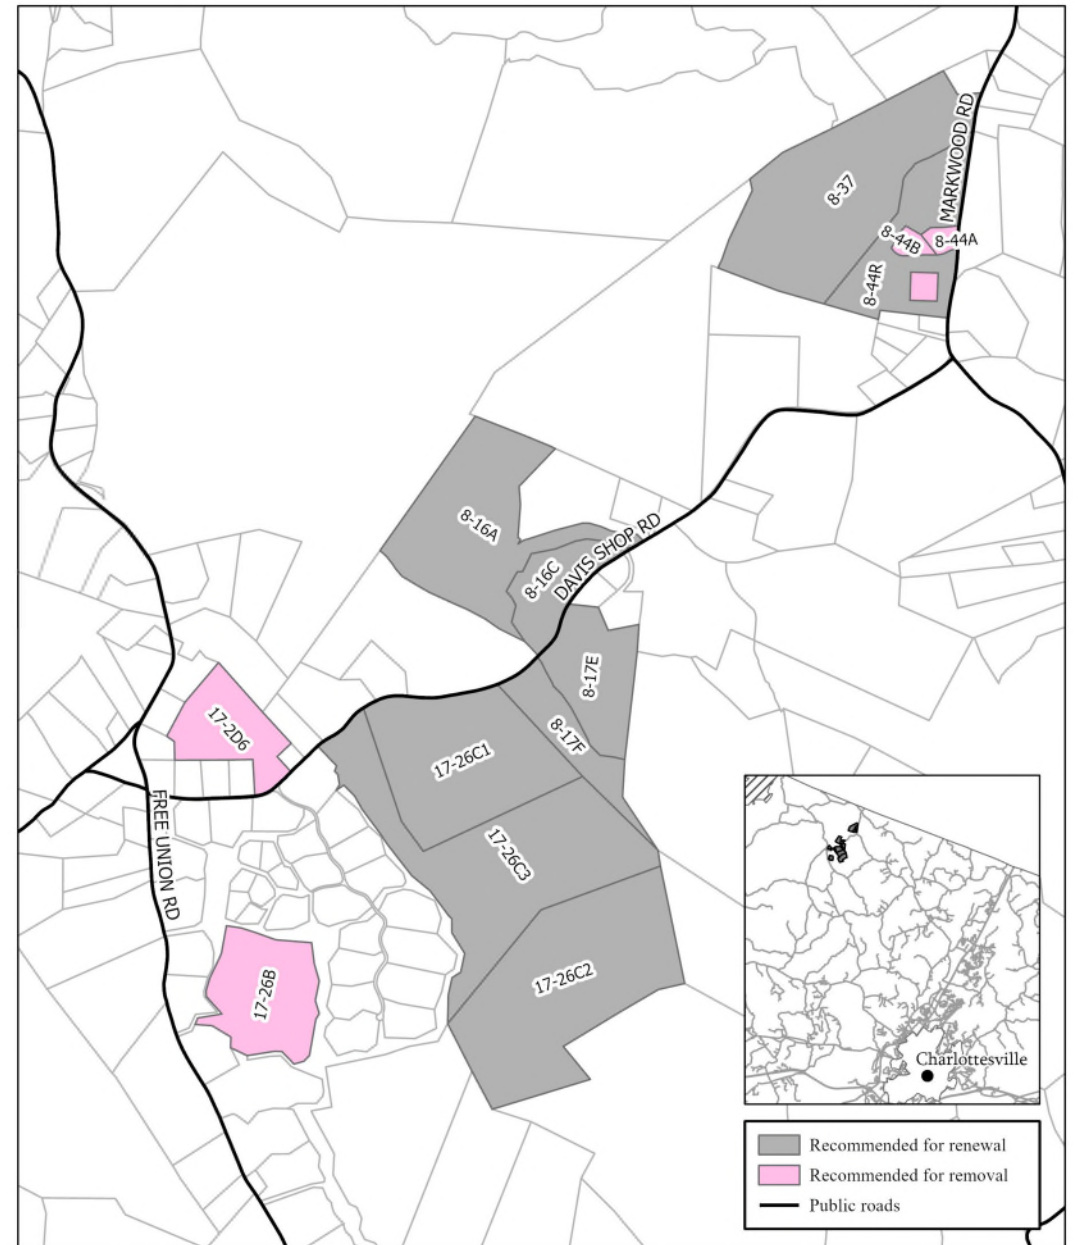 MARKWOOD RD
8-37
8-44B
8-44A
8-44R
8-16A
DAVIS SHOP RD
8-16C
8-17E
17-2D6
8-17F
17-26C1
FREE UNION RD
17-26C3
17-26B
17-26C2
Charlottesville
Recommended for renewal
Recommended for removal
Public roads